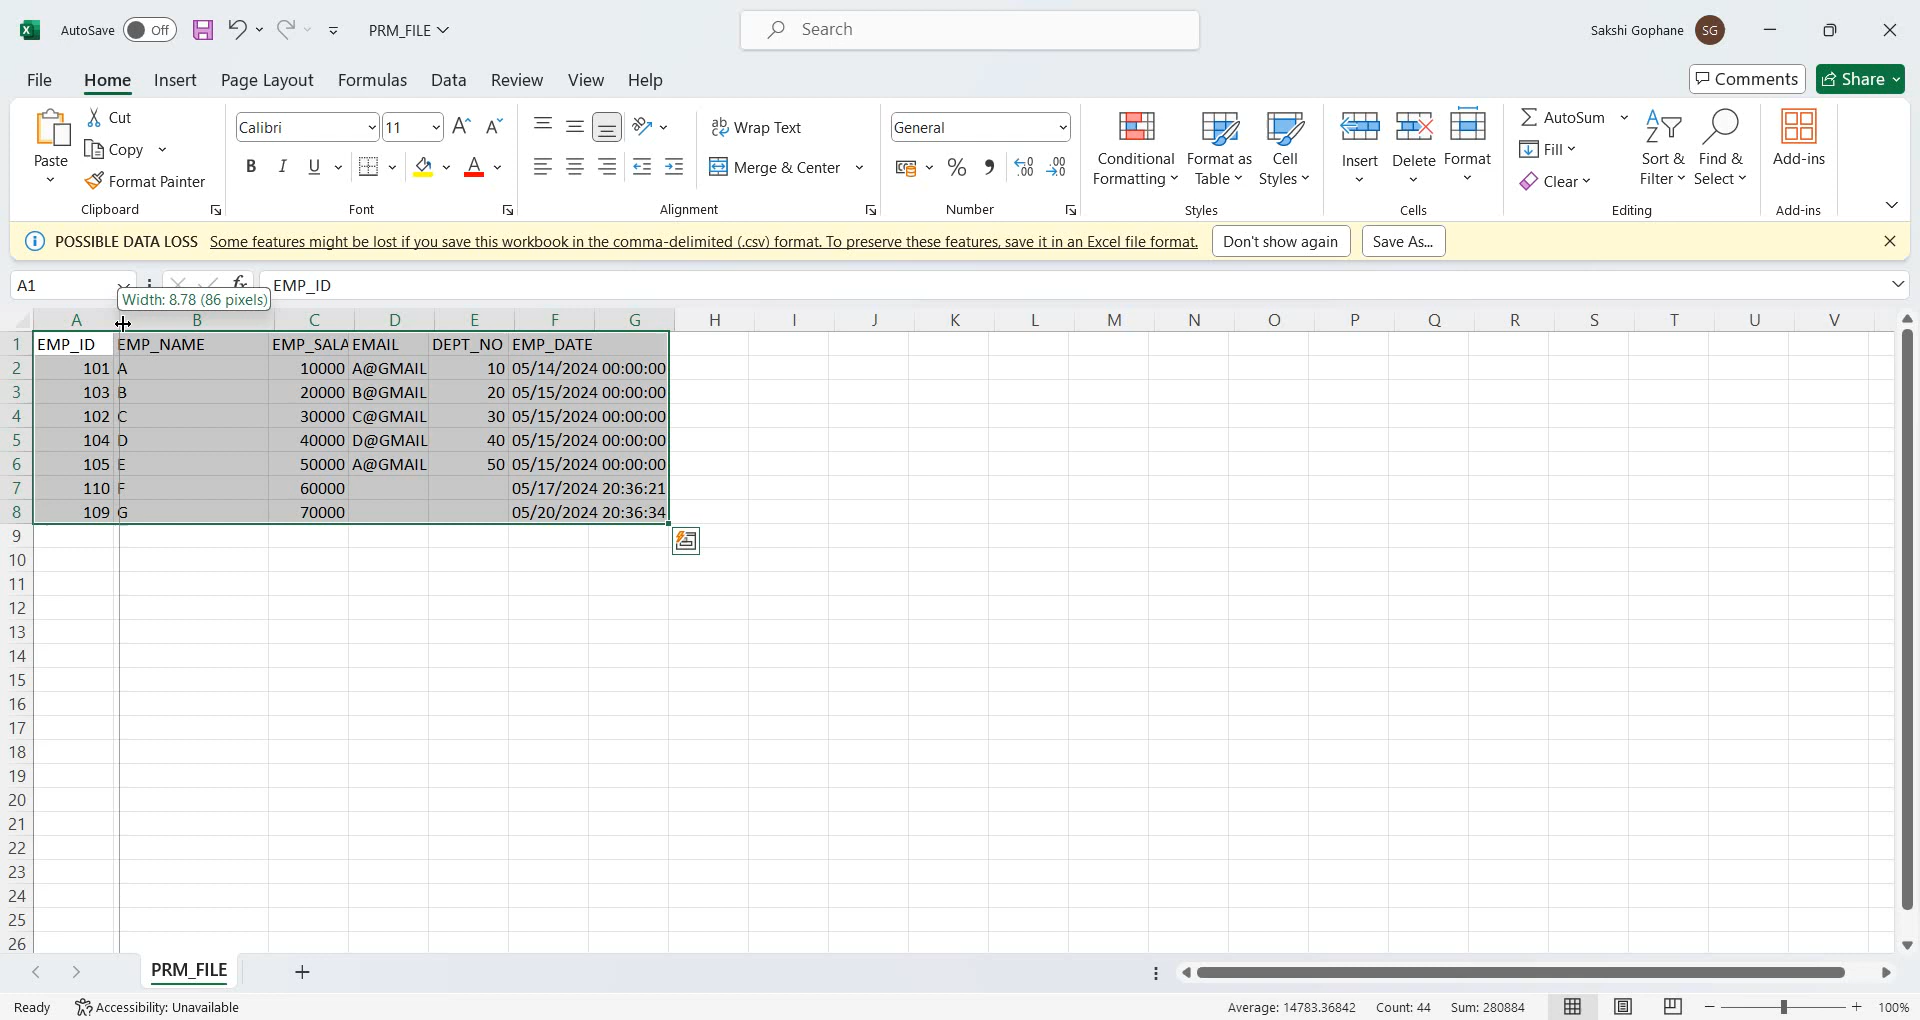 AutoSave Off PRM_FILE Search Sakshi Gophane SG
File Home Insert Page Layout Formulas Data Review View Help Comments Share
Paste Cut Copy Format Painter Clipboard
Calibri 11 B I U A Font
Wrap Text Merge & Center Alignment
General % Number
Conditional Formatting Format as Table Cell Styles Styles
Insert Delete Format Cells
AutoSum Fill Clear Sort & Filter Find & Select Editing
Add-ins Add-ins
POSSIBLE DATA LOSS Some features might be lost if you save this workbook in the comma-delimited (.csv) format. To preserve these features, save it in an Excel file format. Don't show again Save As...
A1 fx EMP_ID
Width: 8.78 (86 pixels)
A B C D E F G H I J K L M N O P Q R S T U V
1 EMP_ID EMP_NAME EMP_SALA EMAIL DEPT_NO EMP_DATE
2 101 A 10000 A@GMAIL 10 05/14/2024 00:00:00
3 103 B 20000 B@GMAIL 20 05/15/2024 00:00:00
4 102 C 30000 C@GMAIL 30 05/15/2024 00:00:00
5 104 D 40000 D@GMAIL 40 05/15/2024 00:00:00
6 105 E 50000 A@GMAIL 50 05/15/2024 00:00:00
7 110 F 60000 05/17/2024 20:36:21
8 109 G 70000 05/20/2024 20:36:34
9
10
11
12
13
14
15
16
17
18
19
20
21
22
23
24
25
26
PRM_FILE
Ready Accessibility: Unavailable Average: 14783.36842 Count: 44 Sum: 280884 100%